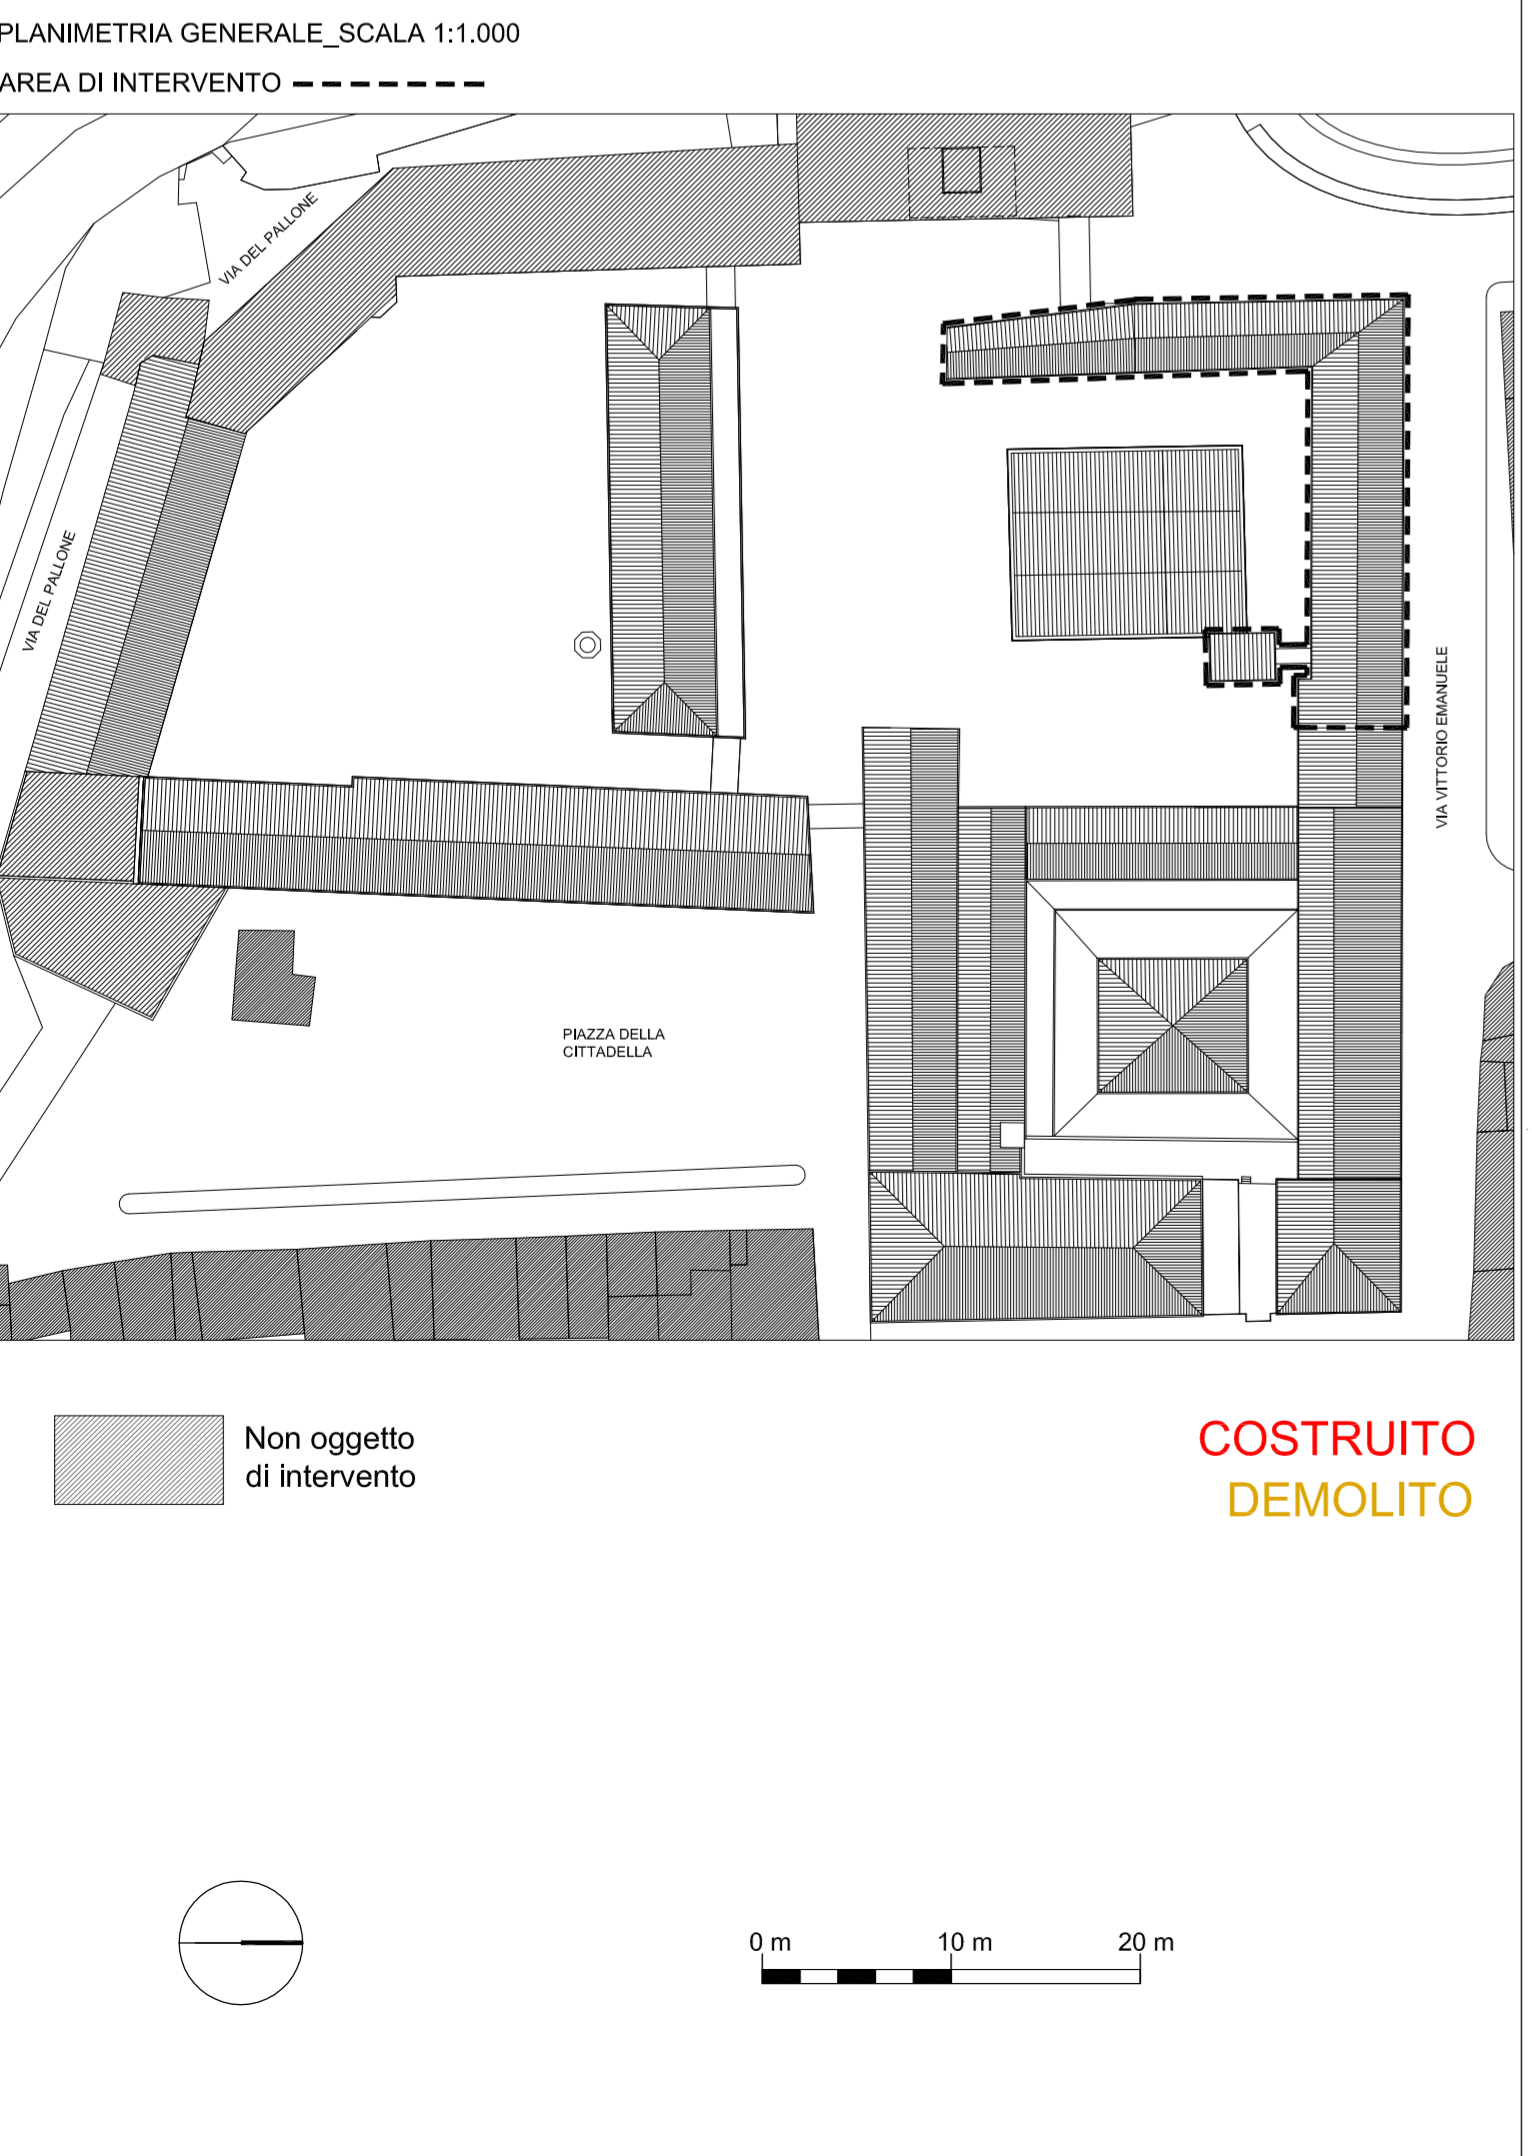 PLANIMETRIA GENERALE_SCALA 1:1.000
AREA DI INTERVENTO
VIA DEL PALLONE
VIA DEL PALLONE
VIA VITTORIO EMANUELE
PIAZZA DELLA
CITTADELLA
Non oggetto
di intervento
COSTRUITO
DEMOLITO
0 m 10 m 20 m